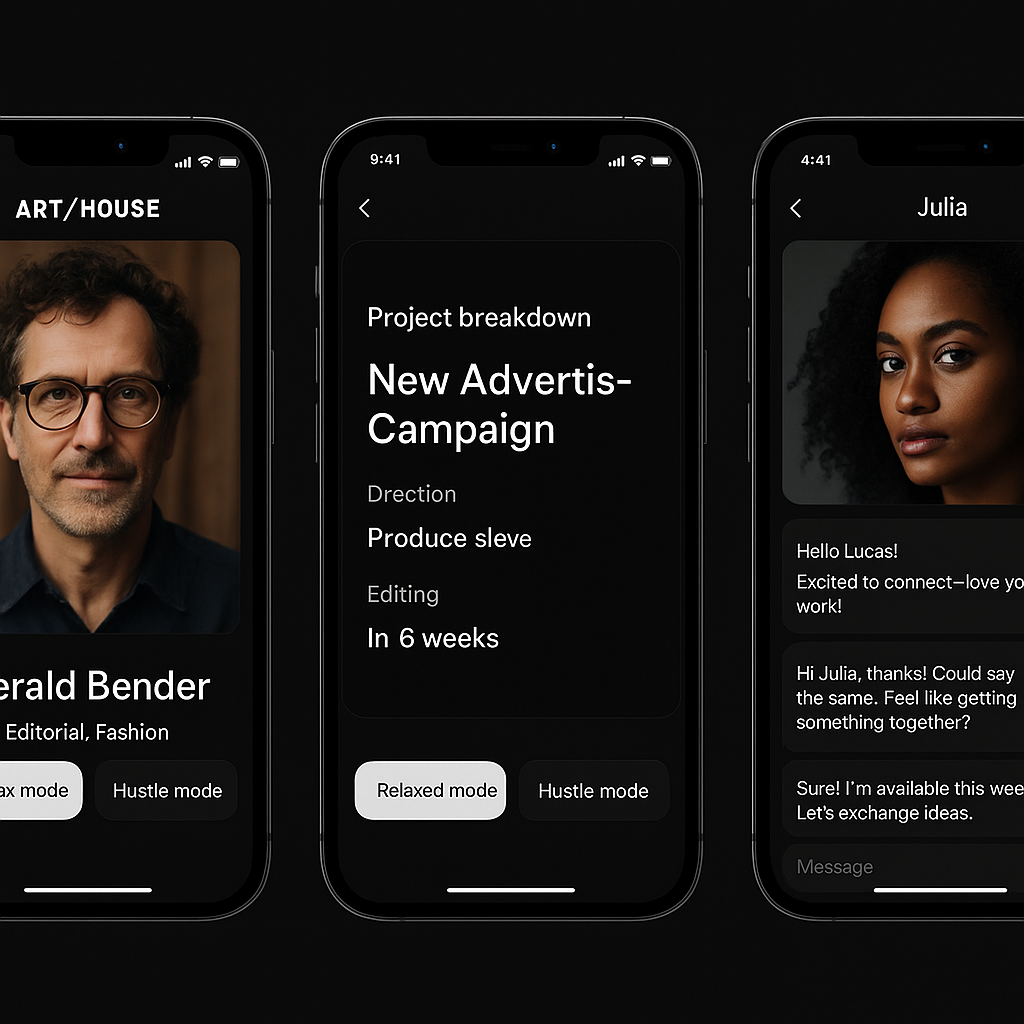 ART/HOUSE
erald Bender
Editorial, Fashion
ax mode
Hustle mode
9:41
Project breakdown
New Advertis-
Campaign
Drection
Produce sleve
Editing
In 6 weeks
Relaxed mode
Hustle mode
4:41
Julia
Hello Lucas!
Excited to connect–love yo
work!
Hi Julia, thanks! Could say
the same. Feel like getting
something together?
Sure! I'm available this wee
Let's exchange ideas.
Message